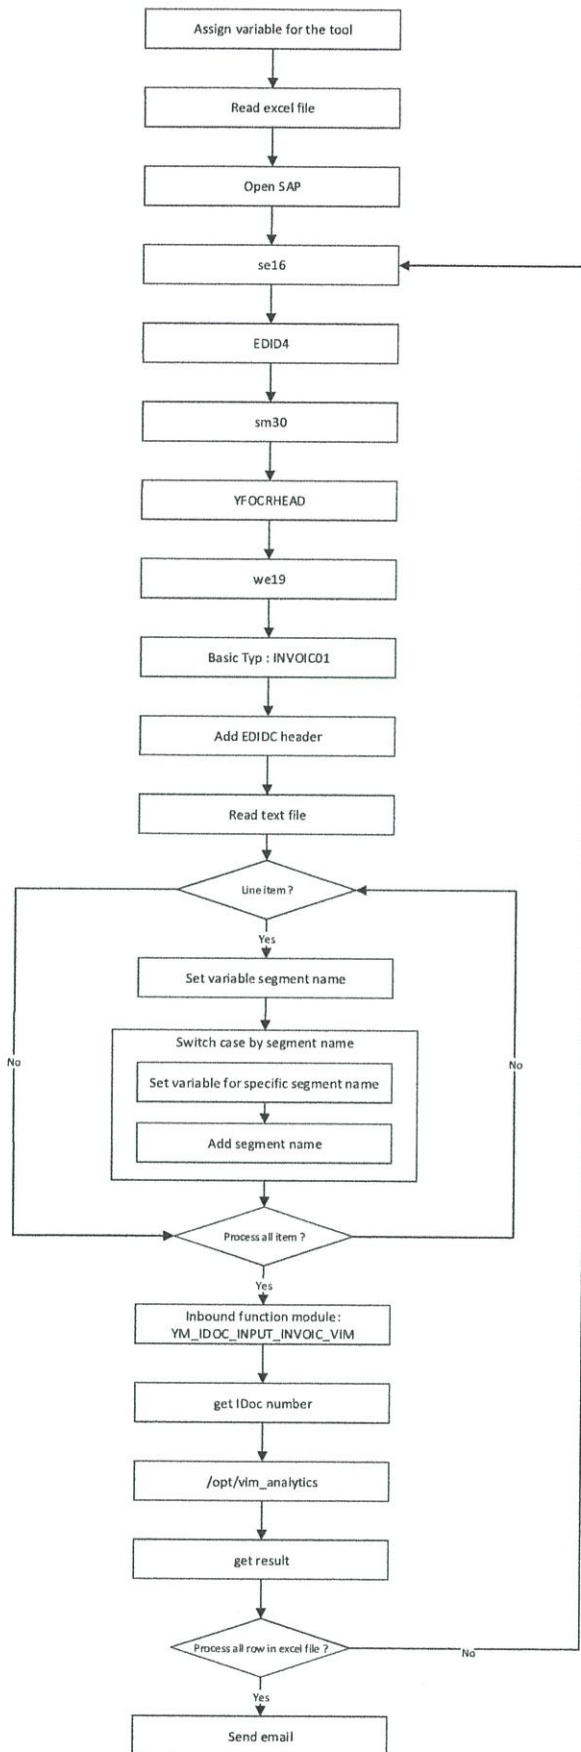 Assign variable for the tool
Read excel file
Open SAP
se16
EDID4
sm30
YFOCRHEAD
we19
Basic Typ : INVOIC01
Add EDIDC header
Read text file
Line item ?
Yes
Set variable segment name
Switch case by segment name
No
No
Set variable for specific segment name
Add segment name
Process all item ?
Yes
Inbound function module:
YM_IDOC_INPUT_INVOIC_VIM
get IDoc number
/opt/vim_analytics
get result
Process all row in excel file ?
No
Yes
Send email